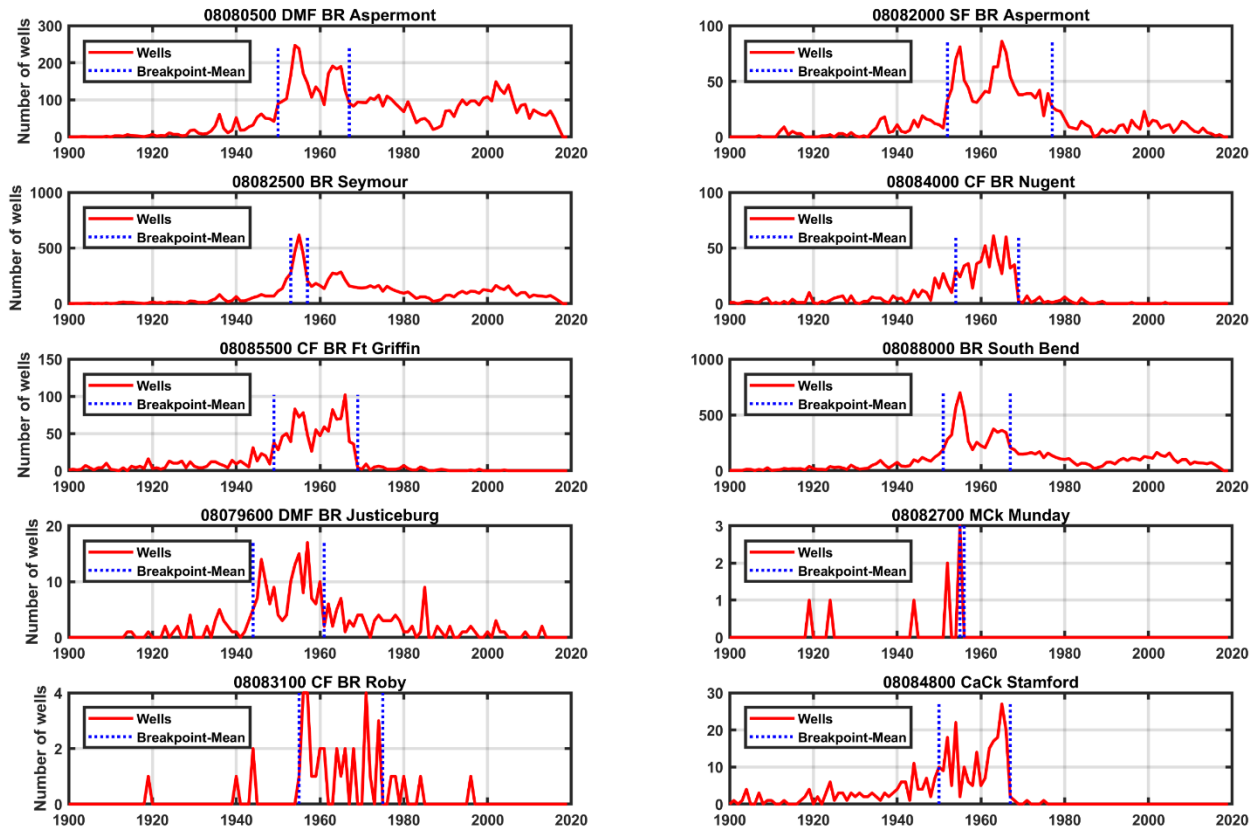 08080500 DMF BR Aspermont
Number of wells
300
200
100
0
Wells
Breakpoint-Mean
1900 1920 1940 1960 1980 2000 2020
08082000 SF BR Aspermont
100
50
0
Wells
Breakpoint-Mean
1900 1920 1940 1960 1980 2000 2020
08082500 BR Seymour
Number of wells
1000
500
0
Wells
Breakpoint-Mean
1900 1920 1940 1960 1980 2000 2020
08084000 CF BR Nugent
100
50
0
Wells
Breakpoint-Mean
1900 1920 1940 1960 1980 2000 2020
08085500 CF BR Ft Griffin
Number of wells
150
100
50
0
Wells
Breakpoint-Mean
1900 1920 1940 1960 1980 2000 2020
08088000 BR South Bend
1000
500
0
Wells
Breakpoint-Mean
1900 1920 1940 1960 1980 2000 2020
08079600 DMF BR Justiceburg
Number of wells
20
10
0
Wells
Breakpoint-Mean
1900 1920 1940 1960 1980 2000 2020
08082700 MCk Munday
3
2
1
0
Wells
Breakpoint-Mean
1900 1920 1940 1960 1980 2000 2020
08083100 CF BR Roby
Number of wells
4
2
0
Wells
Breakpoint-Mean
1900 1920 1940 1960 1980 2000 2020
08084800 CaCk Stamford
30
20
10
0
Wells
Breakpoint-Mean
1900 1920 1940 1960 1980 2000 2020